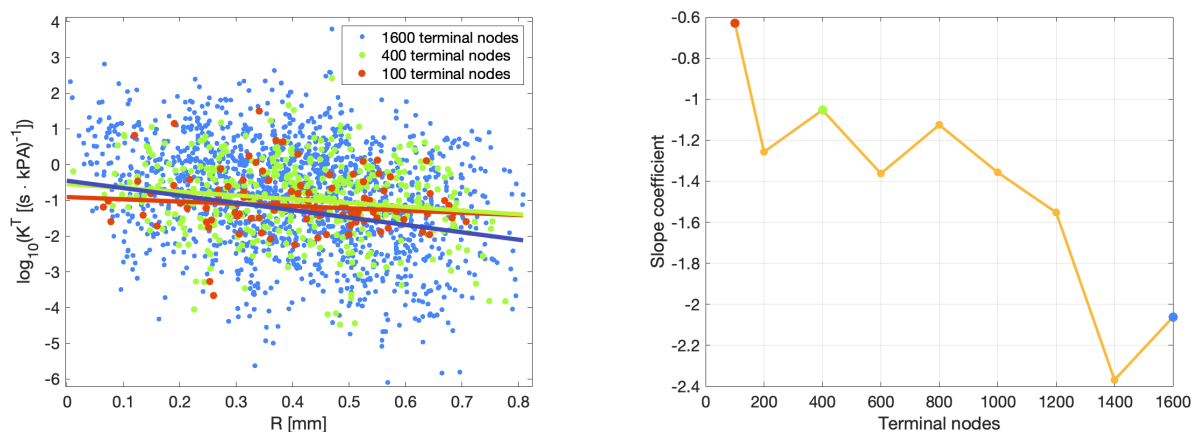 4
3
2
1
0
-1
-2
-3
-4
-5
-6
log10(K^T [(s · kPA)^-1])
1600 terminal nodes
400 terminal nodes
100 terminal nodes
0 0.1 0.2 0.3 0.4 0.5 0.6 0.7 0.8
R [mm]
-0.6
-0.8
-1
-1.2
-1.4
-1.6
-1.8
-2
-2.2
-2.4
Slope coefficient
0 200 400 600 800 1000 1200 1400 1600
Terminal nodes